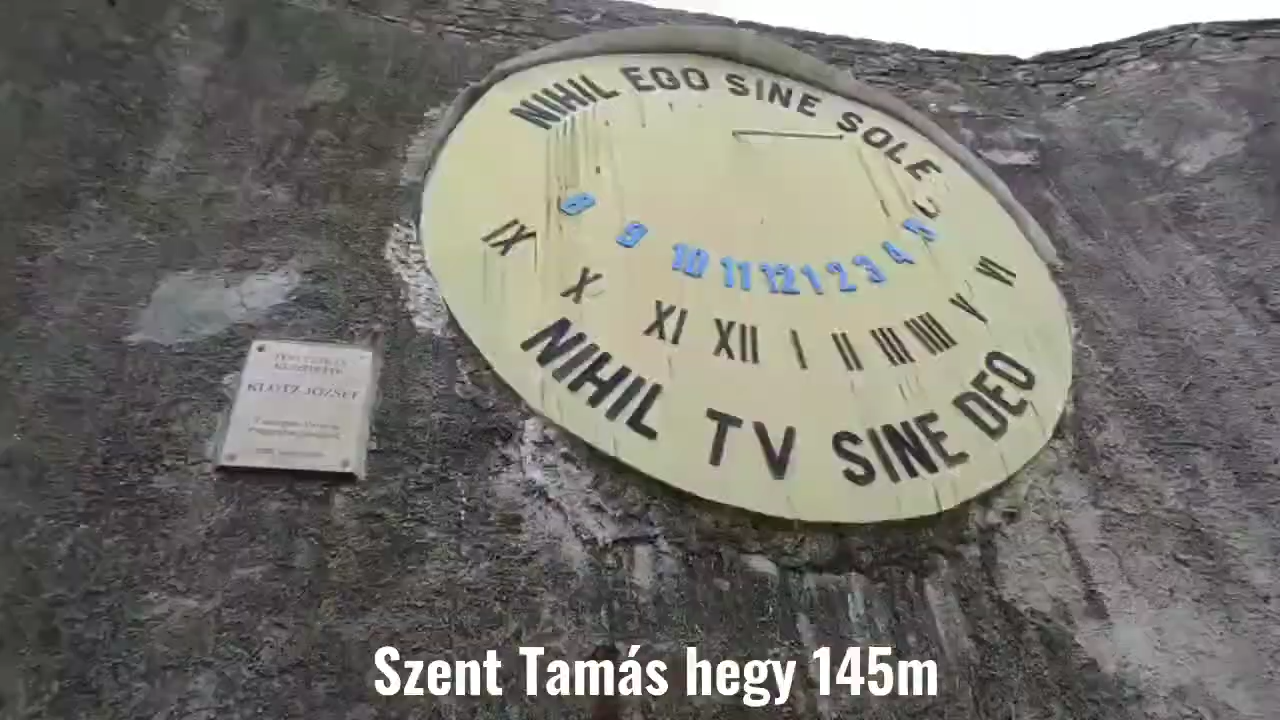 NIHIL EGO SINE SOLE
8 9 10 11 12 1 2 3 4 5
IX X XI XII I II III IIII V VI
NIHIL TV SINE DEO
KLOTZ JÓZSEF
Szent Tamás hegy 145m